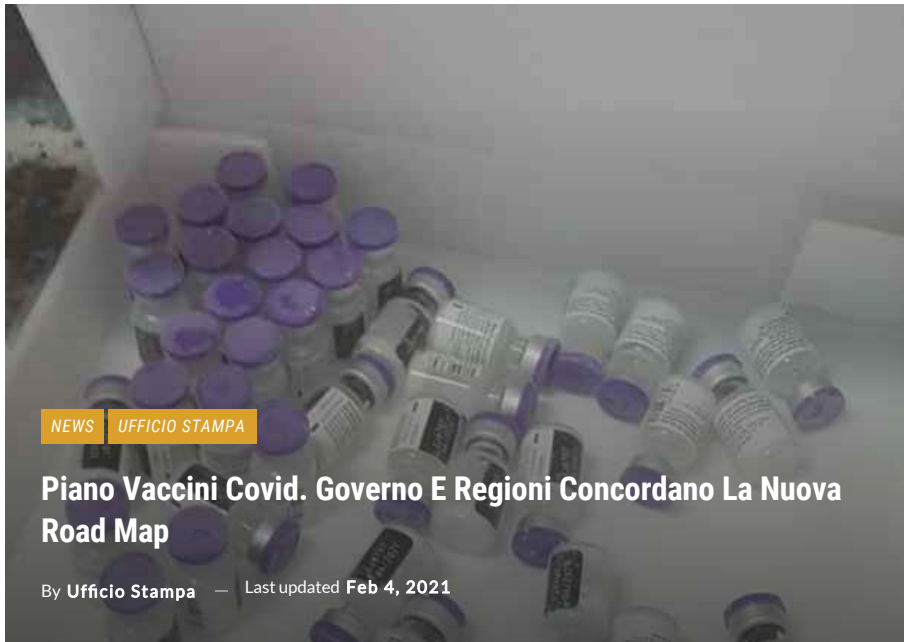 NEWS UFFICIO STAMPA
Piano Vaccini Covid. Governo E Regioni Concordano La Nuova
Road Map
By Ufficio Stampa — Last updated Feb 4, 2021